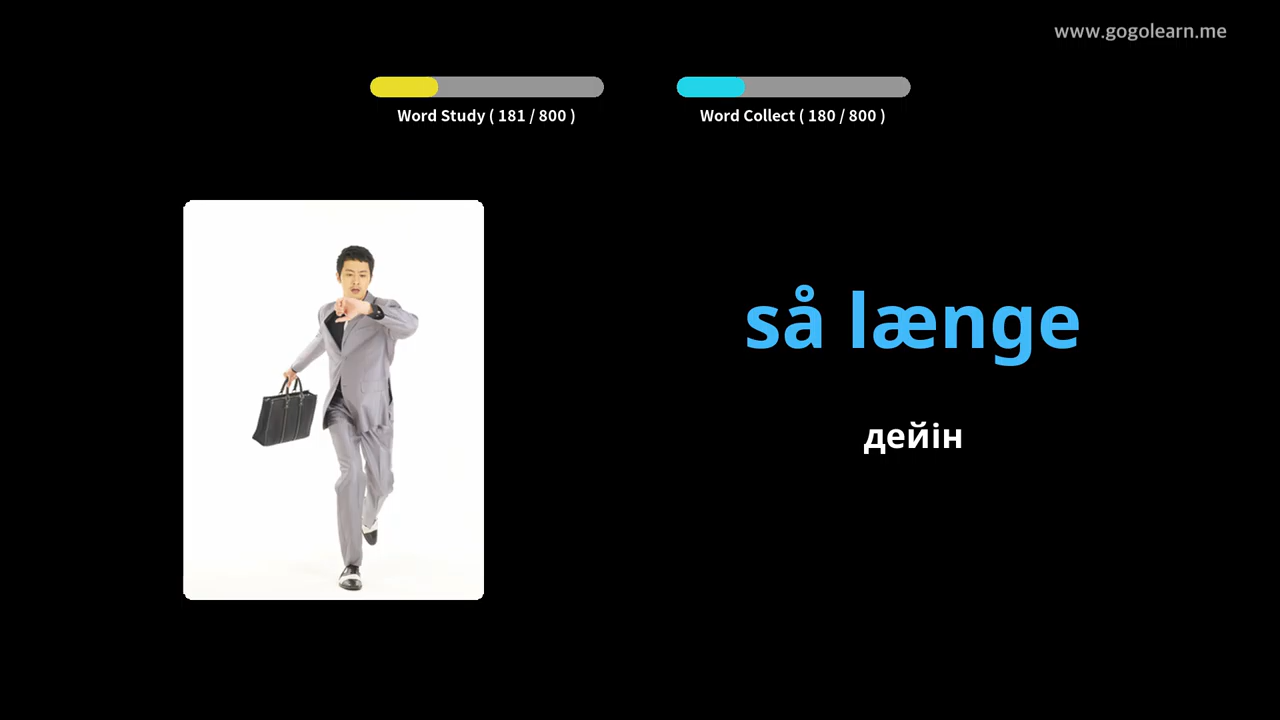 www.gogolearn.me
Word Study ( 181 / 800 )
Word Collect ( 180 / 800 )
så længe
дейін